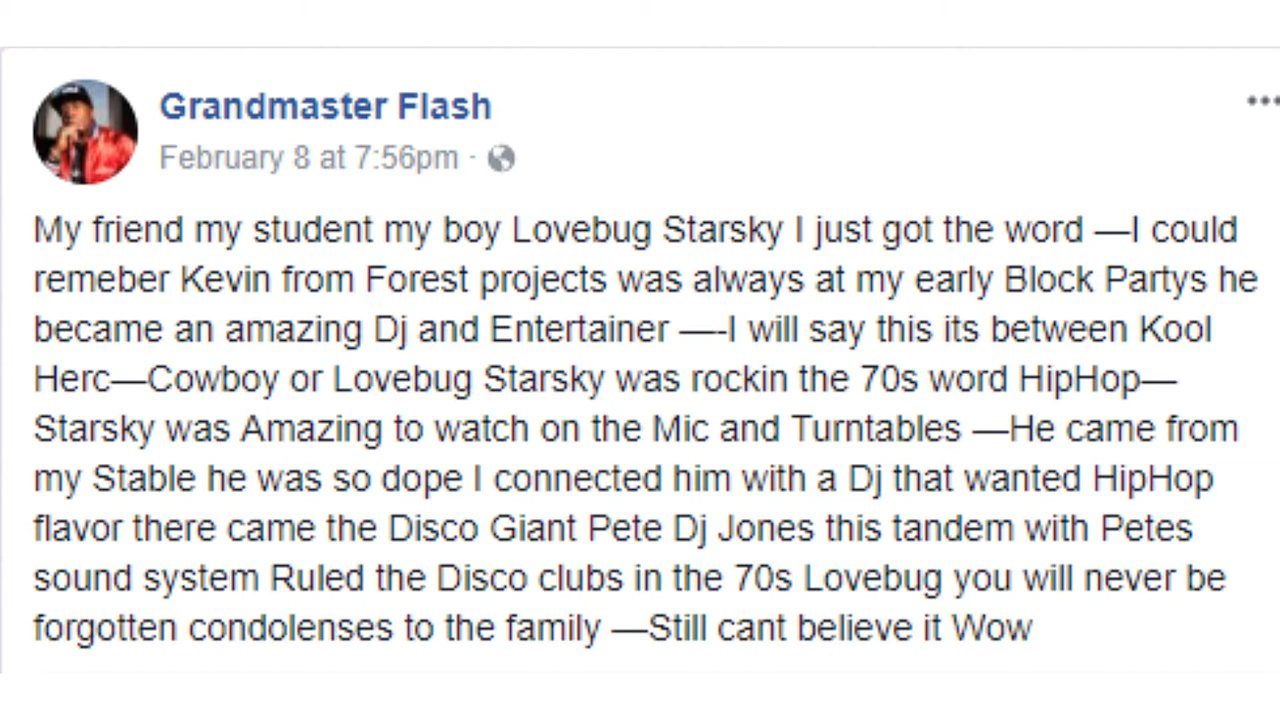 Grandmaster Flash
February 8 at 7:56pm ·
My friend my student my boy Lovebug Starsky I just got the word —I could
remeber Kevin from Forest projects was always at my early Block Partys he
became an amazing Dj and Entertainer —-I will say this its between Kool
Herc—Cowboy or Lovebug Starsky was rockin the 70s word HipHop—
Starsky was Amazing to watch on the Mic and Turntables —He came from
my Stable he was so dope I connected him with a Dj that wanted HipHop
flavor there came the Disco Giant Pete Dj Jones this tandem with Petes
sound system Ruled the Disco clubs in the 70s Lovebug you will never be
forgotten condolenses to the family —Still cant believe it Wow